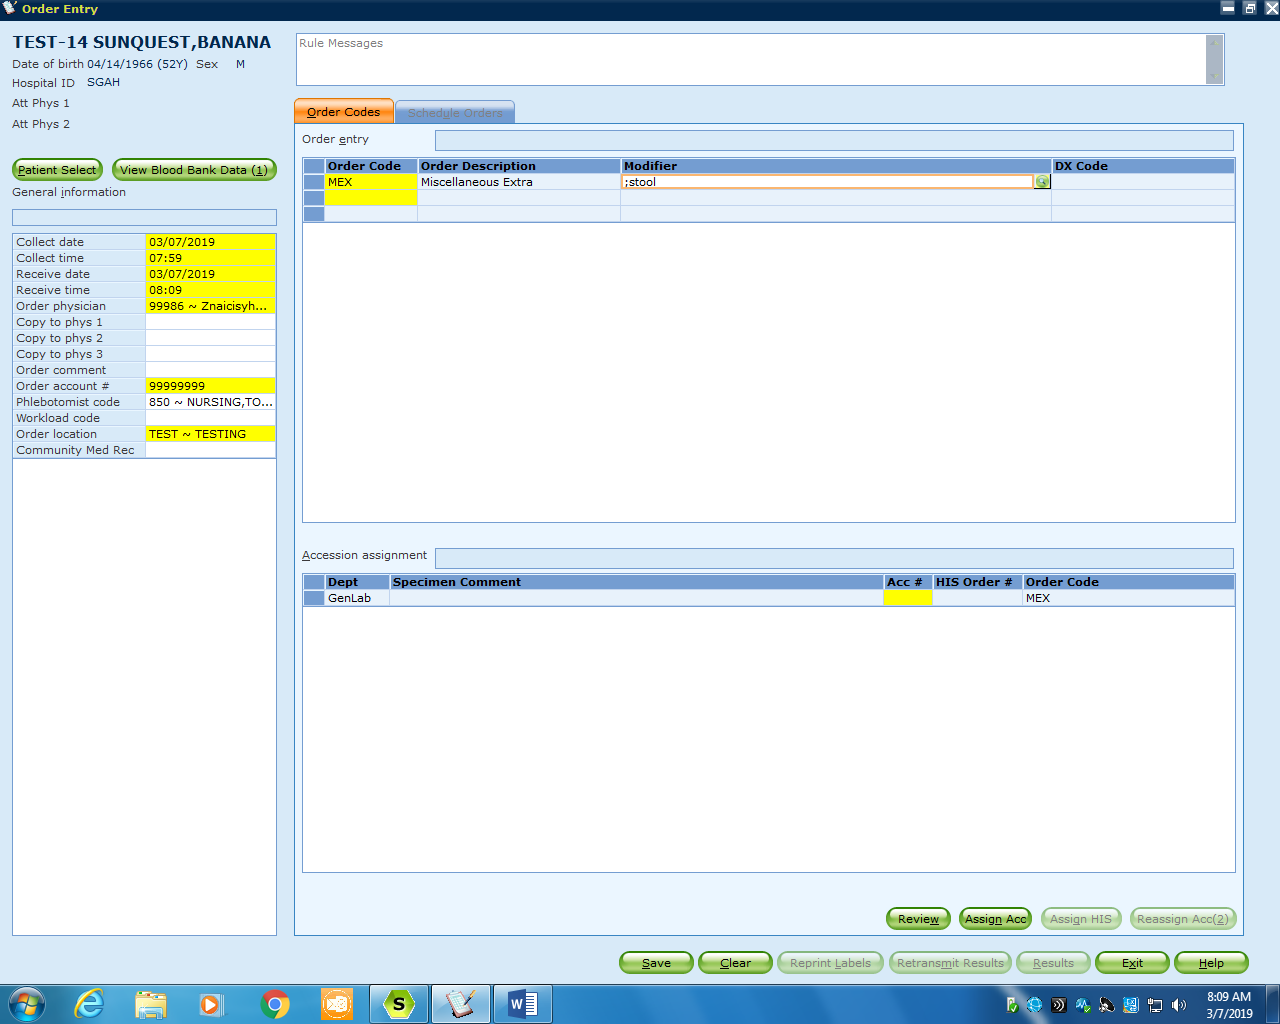 Order Entry
TEST-14 SUNQUEST,BANANA
Date of birth 04/14/1966 (52Y) Sex M
Hospital ID SGAH
Att Phys 1
Att Phys 2
Patient Select View Blood Bank Data (1)
General information
Collect date 03/07/2019
Collect time 07:59
Receive date 03/07/2019
Receive time 08:09
Order physician 99986 ~ Znaicisyh...
Copy to phys 1
Copy to phys 2
Copy to phys 3
Order comment
Order account # 99999999
Phlebotomist code 850 ~ NURSING,TO...
Workload code
Order location TEST ~ TESTING
Community Med Rec
Rule Messages
Order Codes Schedule Orders
Order entry
Order Code Order Description Modifier DX Code
MEX Miscellaneous Extra ;stool
Accession assignment
Dept Specimen Comment Acc # HIS Order # Order Code
GenLab MEX
Review Assign Acc Assign HIS Reassign Acc(2)
Save Clear Reprint Labels Retransmit Results Results Exit Help
S W 8:09 AM
3/7/2019